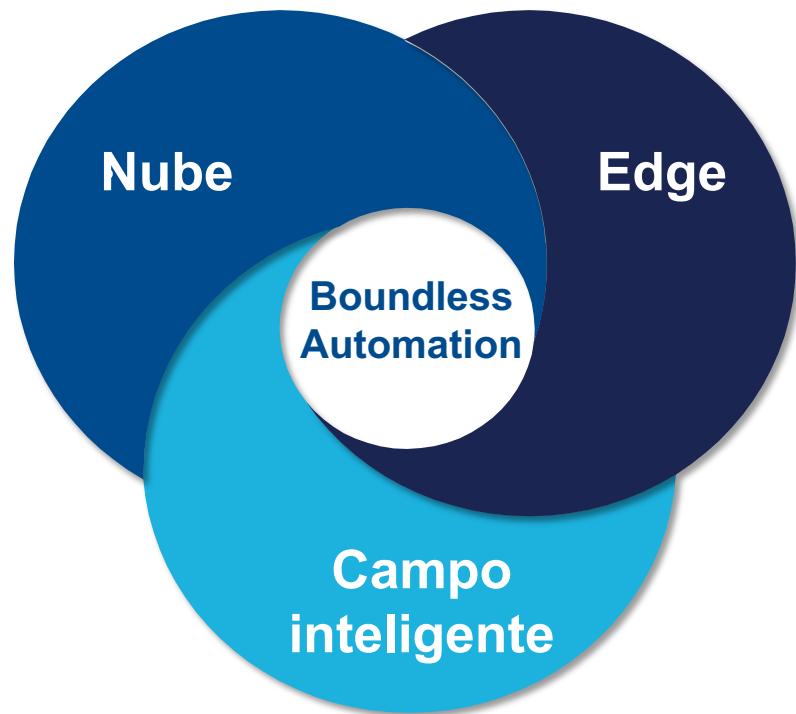 Nube
Edge
Boundless
Automation
Campo
inteligente